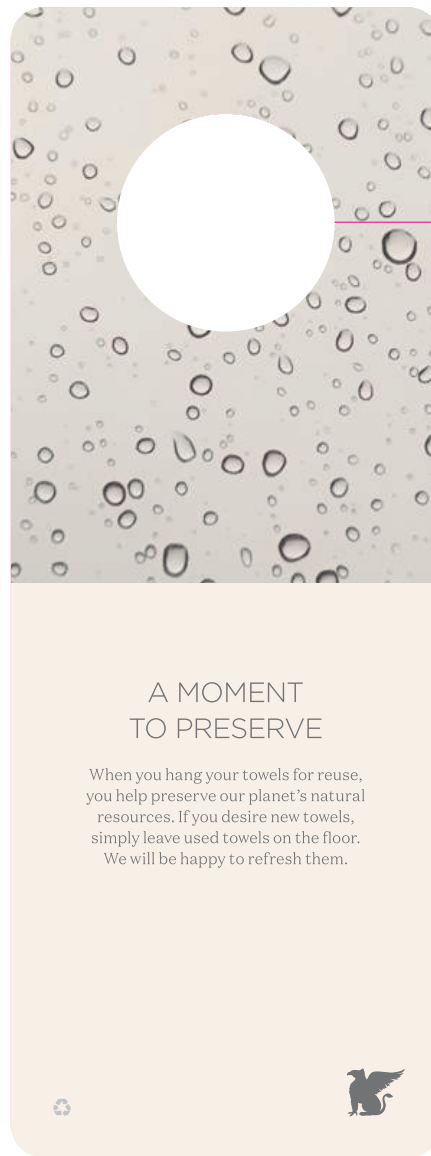 A MOMENT
TO PRESERVE
When you hang your towels for reuse,
you help preserve our planet’s natural
resources. If you desire new towels,
simply leave used towels on the floor.
We will be happy to refresh them.